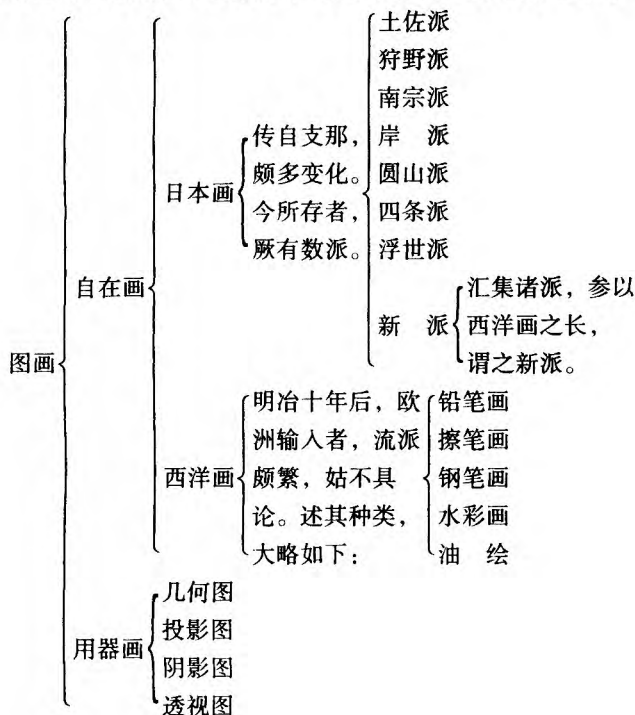 图画
自在画
日本画
传自支那，
颇多变化。
今所存者，
厥有数派。
土佐派
狩野派
南宗派
岸 派
圆山派
四条派
浮世派
新 派
汇集诸派，参以
西洋画之长，
谓之新派。
西洋画
明冶十年后，欧
洲输入者，流派
颇繁，姑不具
论。述其种类，
大略如下：
铅笔画
擦笔画
钢笔画
水彩画
油 绘
用器画
几何图
投影图
阴影图
透视图